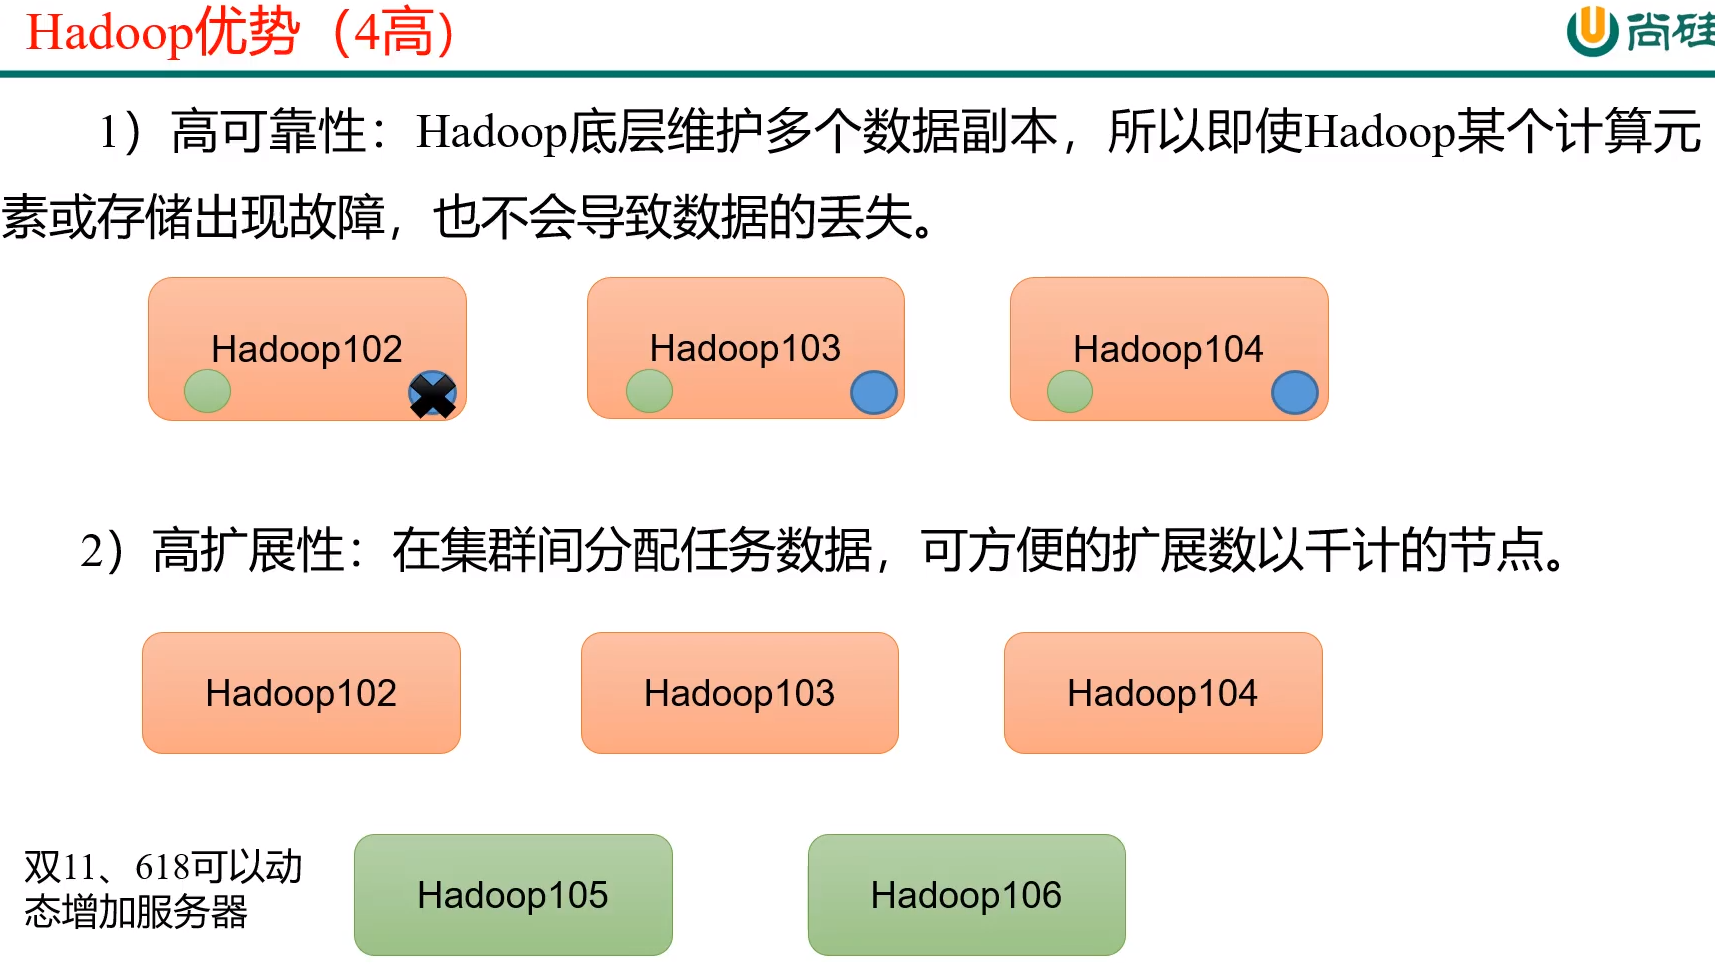 Hadoop优势（4高）
尚硅
1）高可靠性：Hadoop底层维护多个数据副本，所以即使Hadoop某个计算元
素或存储出现故障，也不会导致数据的丢失。
Hadoop102
Hadoop103
Hadoop104
2）高扩展性：在集群间分配任务数据，可方便的扩展数以千计的节点。
Hadoop102
Hadoop103
Hadoop104
双11、618可以动
态增加服务器
Hadoop105
Hadoop106